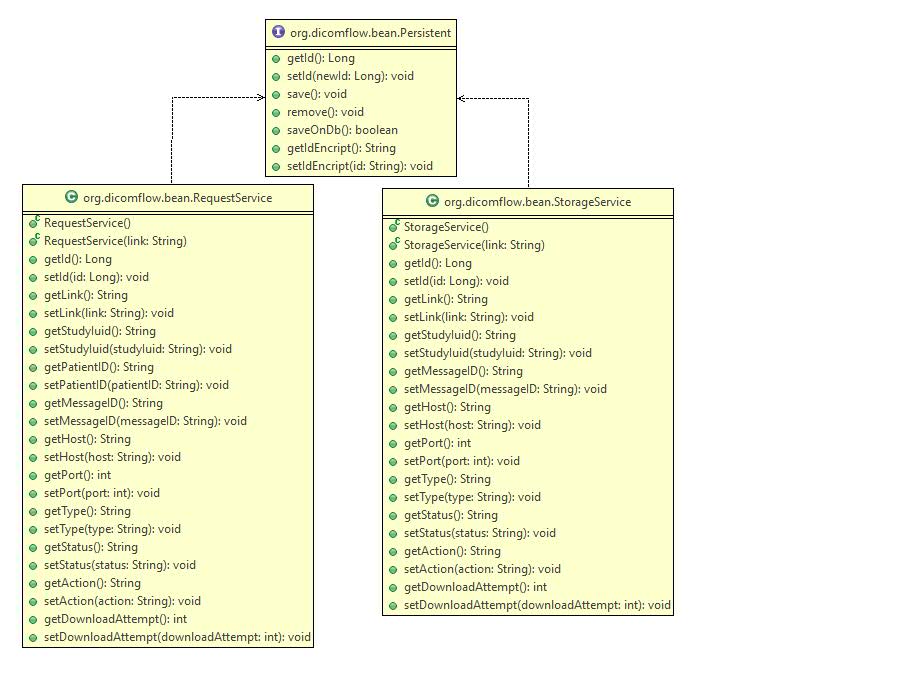 I org.dicomflow.bean.Persistent
getId(): Long
setId(newId: Long): void
save(): void
remove(): void
saveOnDb(): boolean
getIdEncript(): String
setIdEncript(id: String): void
C org.dicomflow.bean.RequestService
C RequestService()
C RequestService(link: String)
getId(): Long
setId(id: Long): void
getLink(): String
setLink(link: String): void
getStudyIuid(): String
setStudyIuid(studyIuid: String): void
getPatientID(): String
setPatientID(patientID: String): void
getMessageID(): String
setMessageID(messageID: String): void
getHost(): String
setHost(host: String): void
getPort(): int
setPort(port: int): void
getType(): String
setType(type: String): void
getStatus(): String
setStatus(status: String): void
getAction(): String
setAction(action: String): void
getDownloadAttempt(): int
setDownloadAttempt(downloadAttempt: int): void
C org.dicomflow.bean.StorageService
C StorageService()
C StorageService(link: String)
getId(): Long
setId(id: Long): void
getLink(): String
setLink(link: String): void
getStudyIuid(): String
setStudyIuid(studyIuid: String): void
getMessageID(): String
setMessageID(messageID: String): void
getHost(): String
setHost(host: String): void
getPort(): int
setPort(port: int): void
getType(): String
setType(type: String): void
getStatus(): String
setStatus(status: String): void
getAction(): String
setAction(action: String): void
getDownloadAttempt(): int
setDownloadAttempt(downloadAttempt: int): void